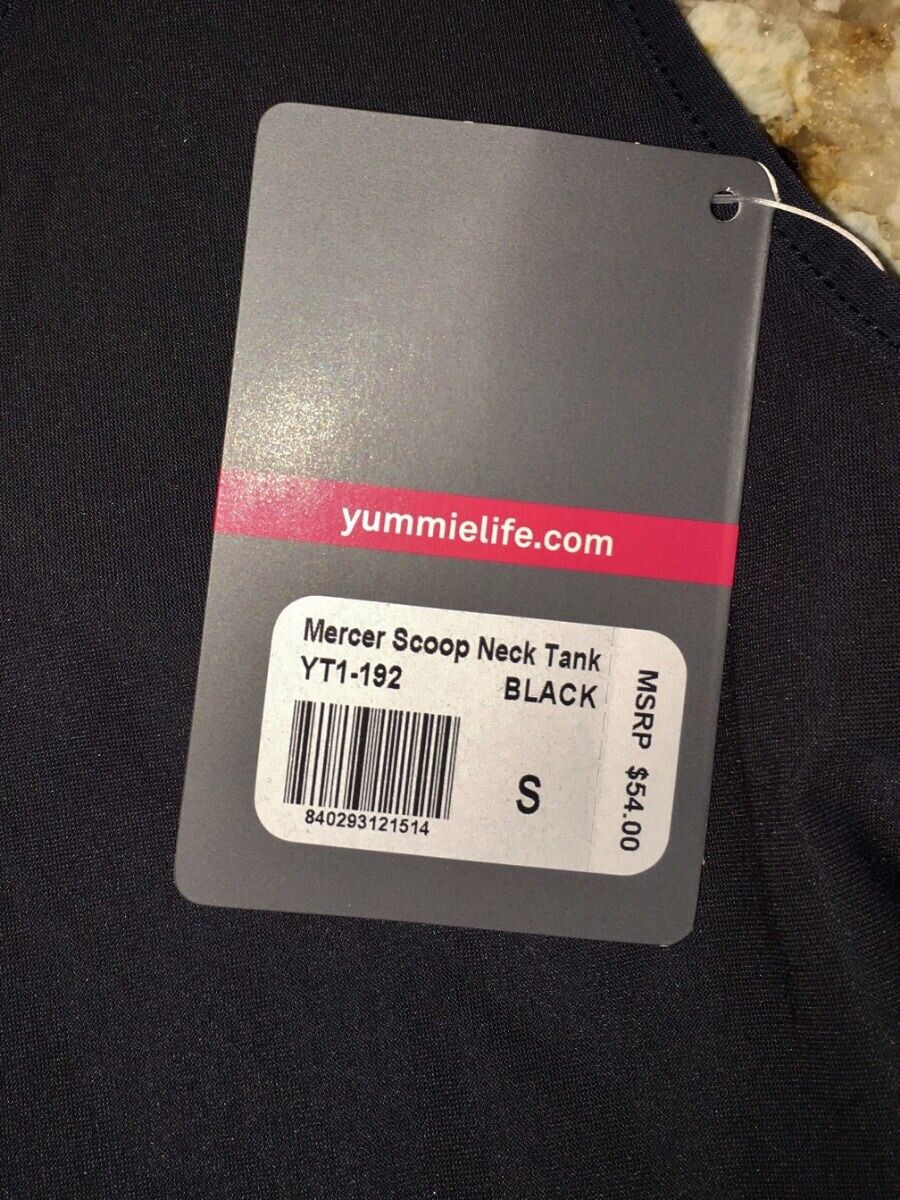 yummielife.com
Mercer Scoop Neck Tank
YT1-192 BLACK
S
840293121514
MSRP $54.00